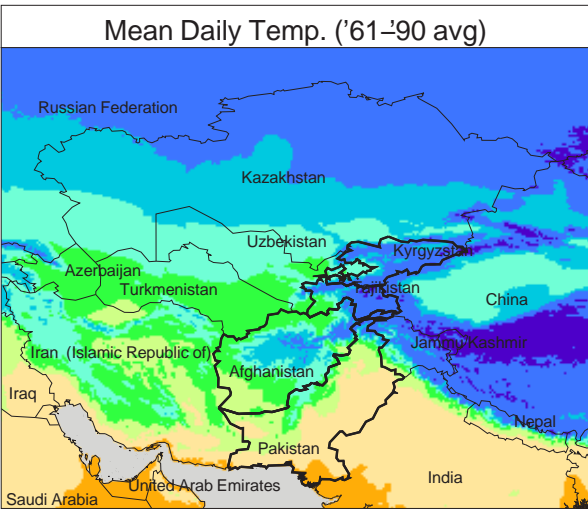 Mean Daily Temp. ('61–'90 avg)
Russian Federation
Kazakhstan
Uzbekistan
Kyrgyzstan
Azerbaijan
Turkmenistan
Tajikistan
China
Iran (Islamic Republic of)
Jammu Kashmir
Afghanistan
Iraq
Nepal
Pakistan
India
United Arab Emirates
Saudi Arabia